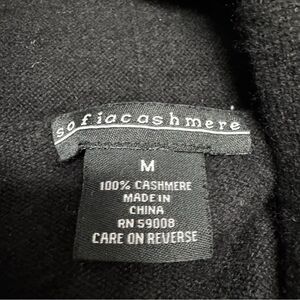 sofiacashmere
M
100% CASHMERE
MADE IN
CHINA
RN 59008
CARE ON REVERSE